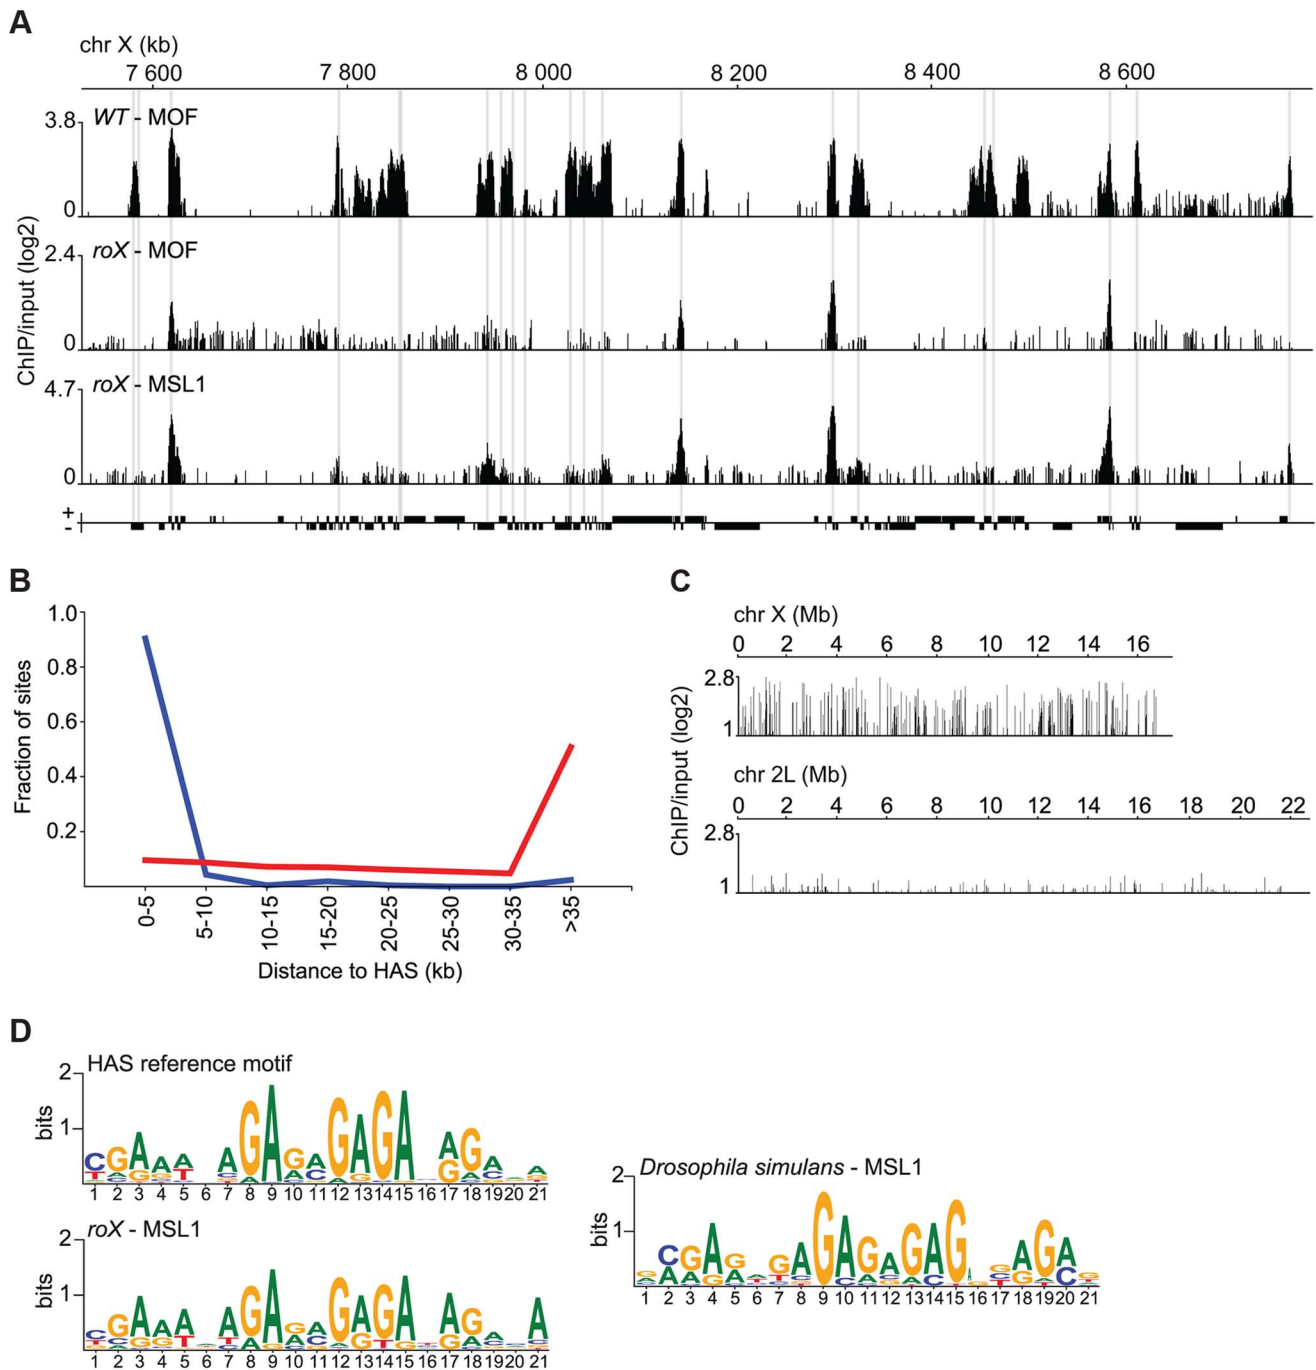 A
chr X (kb)
7 600 7 800 8 000 8 200 8 400 8 600
3.8
WT - MOF
0
2.4
roX - MOF
0
4.7
roX - MSL1
0
ChIP/input (log2)
+
-
B
1.0
0.8
0.6
0.4
0.2
Fraction of sites
0-5 5-10 10-15 15-20 20-25 25-30 30-35 >35
Distance to HAS (kb)
C
chr X (Mb)
0 2 4 6 8 10 12 14 16
2.8
1
ChIP/input (log2)
chr 2L (Mb)
0 2 4 6 8 10 12 14 16 18 20 22
2.8
1
D
HAS reference motif
2
1
bits
1 2 3 4 5 6 7 8 9 10 11 12 13 14 15 16 17 18 19 20 21
roX - MSL1
2
1
bits
1 2 3 4 5 6 7 8 9 10 11 12 13 14 15 16 17 18 19 20 21
Drosophila simulans - MSL1
2
1
bits
1 2 3 4 5 6 7 8 9 10 11 12 13 14 15 16 17 18 19 20 21